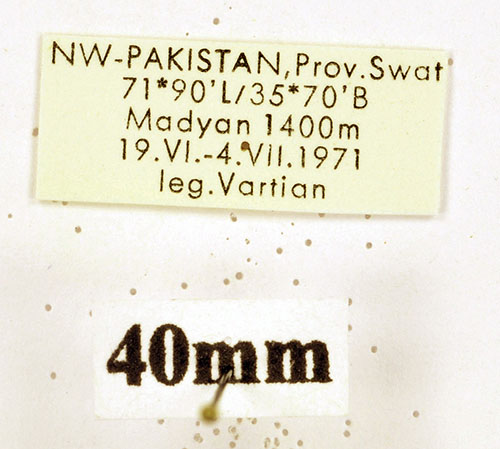 NW-PAKISTAN,Prov.Swat
71*90'L/35*70'B
Madyan 1400m
19.VI.-4.VII.1971
leg.Vartian
40mm